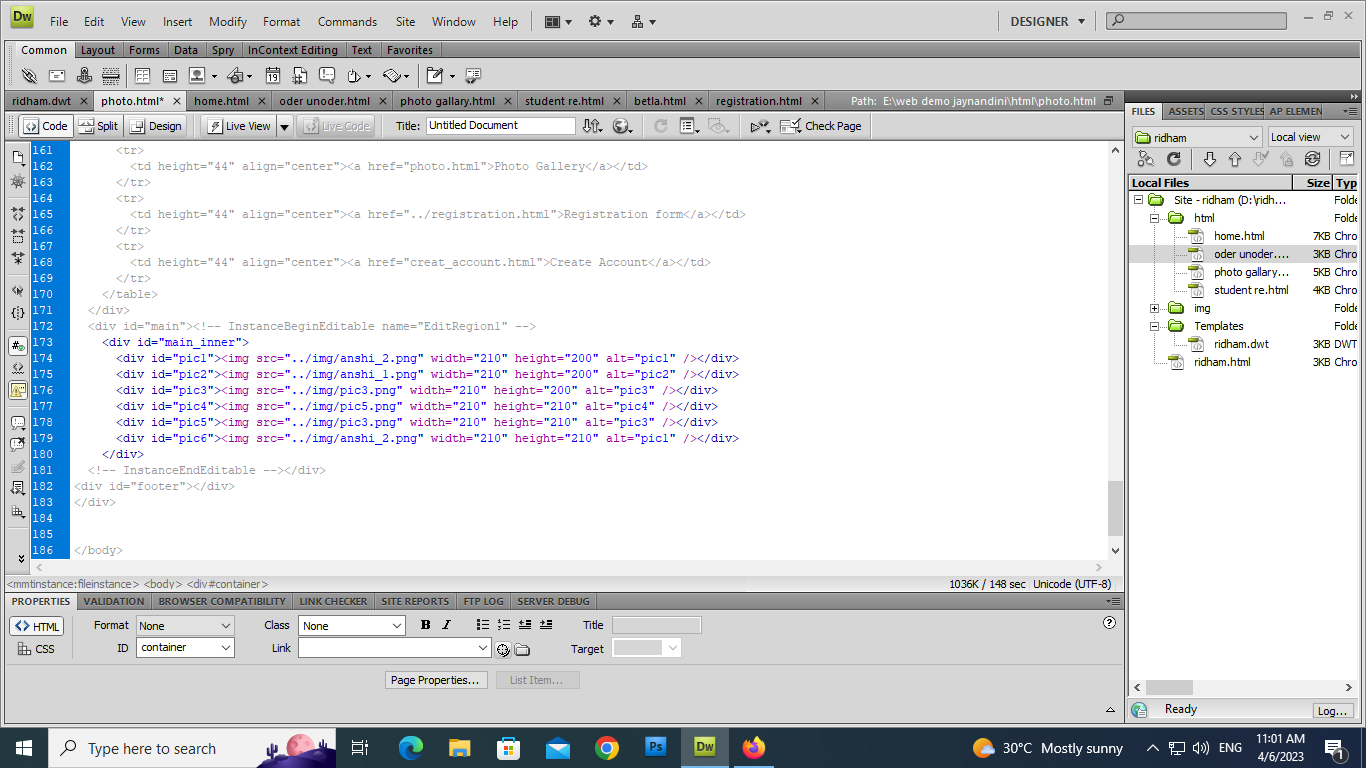 Dw File Edit View Insert Modify Format Commands Site Window Help DESIGNER
Common Layout Forms Data Spry InContext Editing Text Favorites
19
ridham.dwt photo.html* home.html oder unoder.html photo gallary.html student re.html betla.html registration.html Path: E:\web demo jaynandini\html\photo.html
Code Split Design Live View Live Code Title: Untitled Document Check Page
161 <tr>
162 <td height="44" align="center"><a href="photo.html">Photo Gallery</a></td>
163 </tr>
164 <tr>
165 <td height="44" align="center"><a href="../registration.html">Registration form</a></td>
166 </tr>
167 <tr>
168 <td height="44" align="center"><a href="creat_account.html">Create Account</a></td>
169 </tr>
170 </table>
171 </div>
172 <div id="main"><!-- InstanceBeginEditable name="EditRegion1" -->
173 <div id="main_inner">
174 <div id="pic1"><img src="../img/anshi_2.png" width="210" height="200" alt="pic1" /></div>
175 <div id="pic2"><img src="../img/anshi_1.png" width="210" height="200" alt="pic2" /></div>
176 <div id="pic3"><img src="../img/pic3.png" width="210" height="200" alt="pic3" /></div>
177 <div id="pic4"><img src="../img/pic5.png" width="210" height="210" alt="pic4" /></div>
178 <div id="pic5"><img src="../img/pic3.png" width="210" height="210" alt="pic3" /></div>
179 <div id="pic6"><img src="../img/anshi_2.png" width="210" height="210" alt="pic1" /></div>
180 </div>
181 <!-- InstanceEndEditable --></div>
182 <div id="footer"></div>
183 </div>
184
185
186 </body>
<mmtinstance:fileinstance> <body> <div#container> 1036K / 148 sec Unicode (UTF-8)
PROPERTIES VALIDATION BROWSER COMPATIBILITY LINK CHECKER SITE REPORTS FTP LOG SERVER DEBUG
HTML Format None Class None B I Title
CSS ID container Link Target
Page Properties... List Item...
FILES ASSETS CSS STYLES AP ELEMEN
ridham Local view
Local Files Size Typ
Site - ridham (D:\ridh... Folde
html Folde
home.html 7KB Chro
oder unoder.... 3KB Chro
photo gallary... 5KB Chro
student re.html 4KB Chro
img Folde
Templates Folde
ridham.dwt 3KB DWT
ridham.html 3KB Chro
Ready Log...
Type here to search Ps Dw 30°C Mostly sunny ENG 11:01 AM
4/6/2023 1